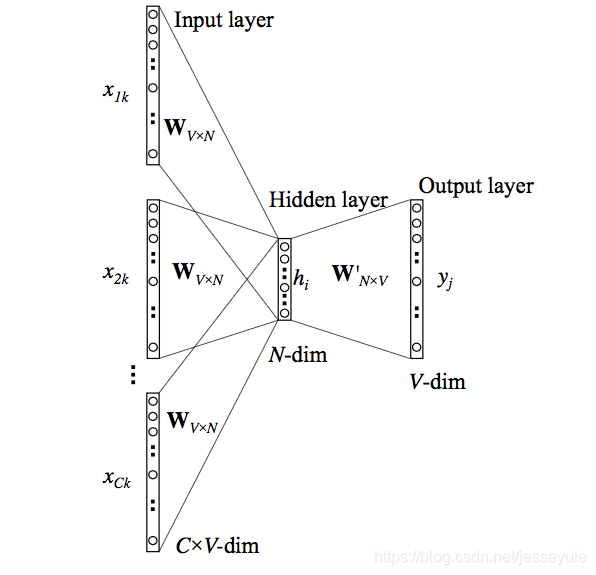 Input layer
x1k
WV×N
Hidden layer
Output layer
x2k
WV×N
hi
W'N×V
yj
N-dim
V-dim
WV×N
xCk
C×V-dim
https://blog.csdn.net/jesseyule